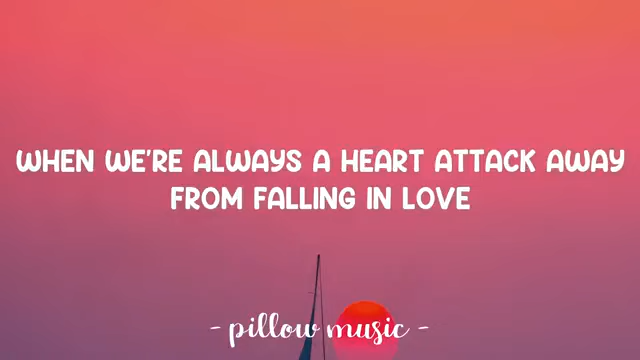 WHEN WE'RE ALWAYS A HEART ATTACK AWAY
FROM FALLING IN LOVE
- pillow music -